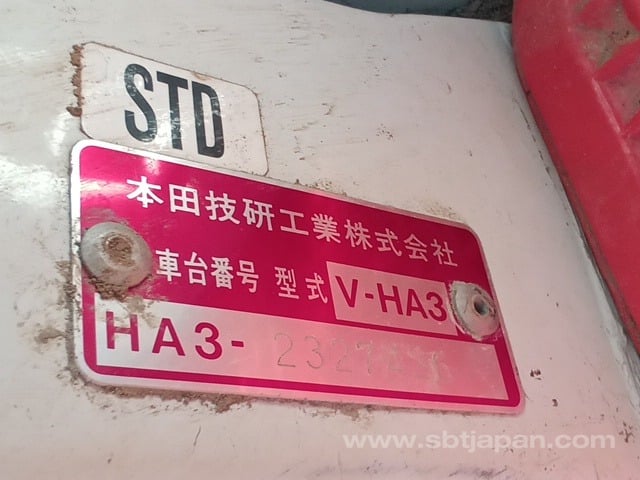 STD
本田技研工業株式会社
車台番号 型式 V-HA3
HA3-
www.sbtjapan.com